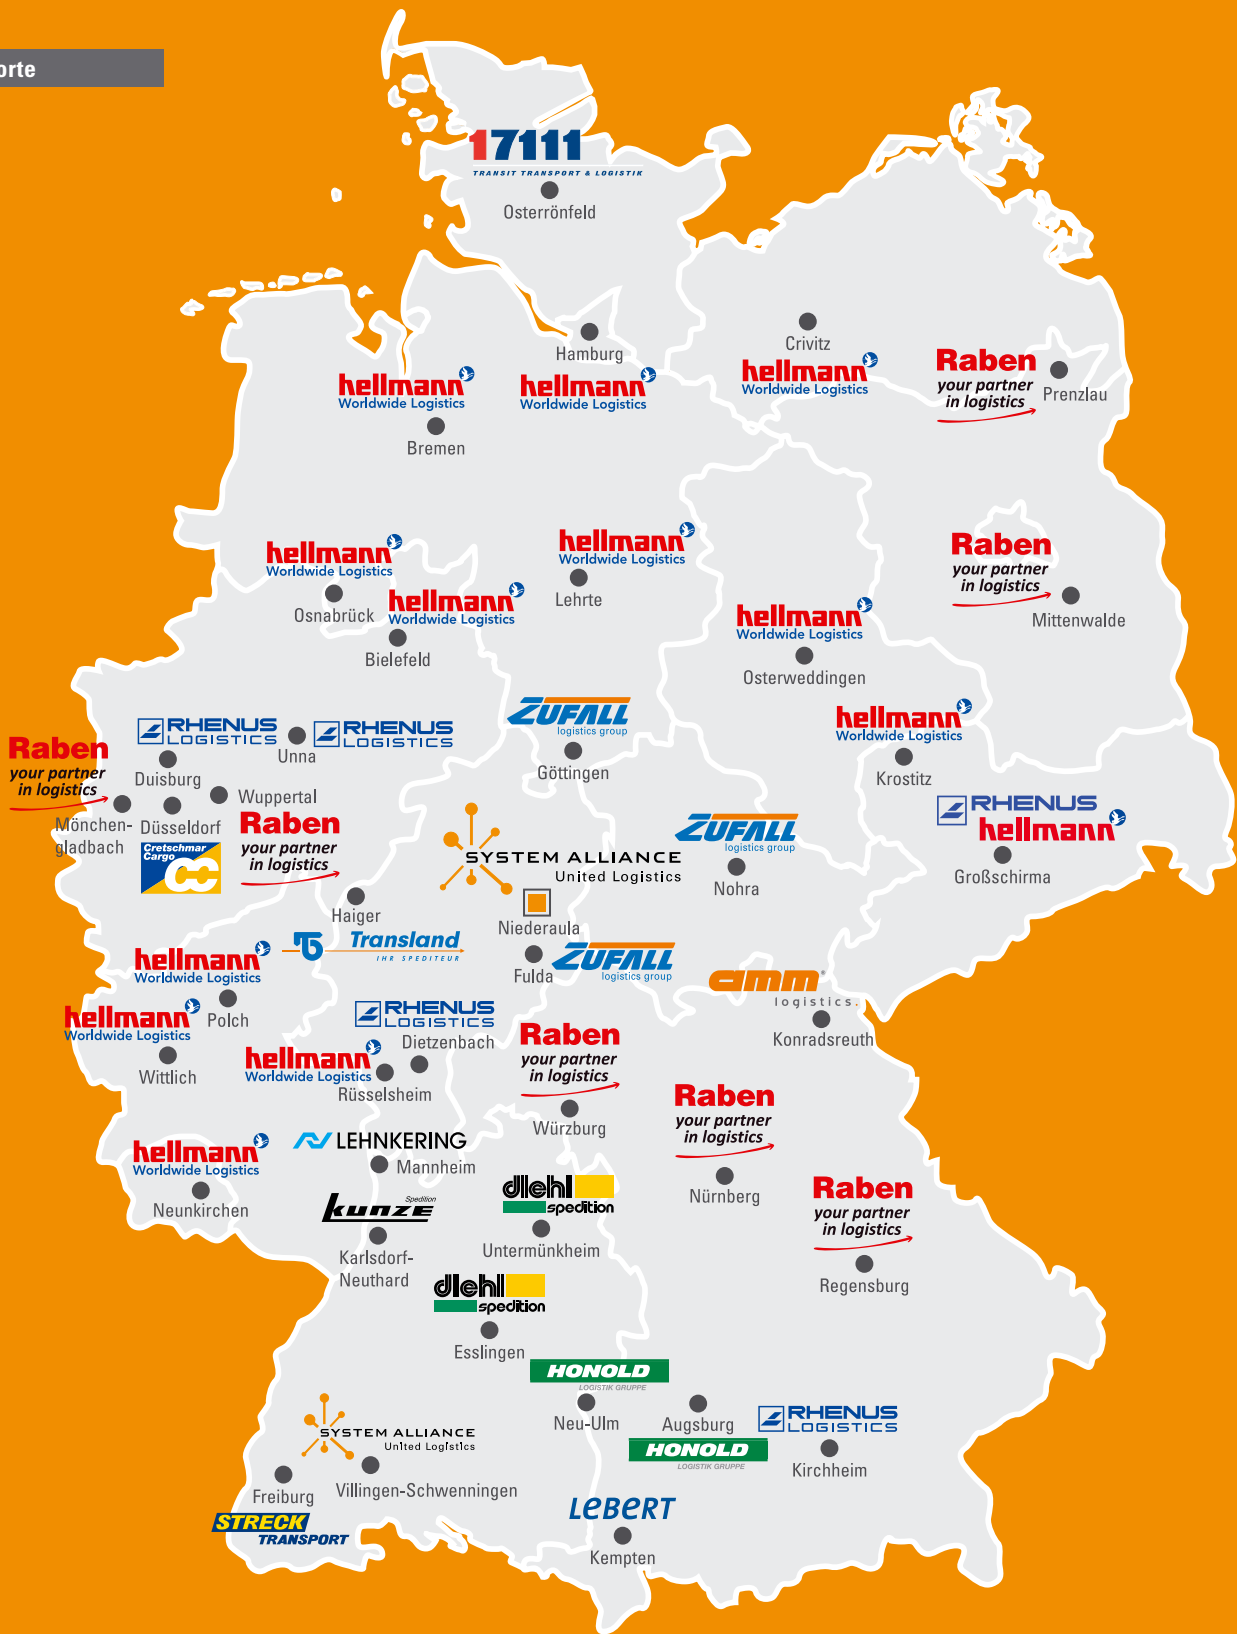 orte
17111
TRANSIT TRANSPORT & LOGISTIK
Osterrönfeld
Hamburg
hellmann
Worldwide Logistics
hellmann
Worldwide Logistics
Bremen
Crivitz
hellmann
Worldwide Logistics
Raben
your partner
in logistics
Prenzlau
hellmann
Worldwide Logistics
Osnabrück
hellmann
Worldwide Logistics
Bielefeld
hellmann
Worldwide Logistics
Lehrte
Raben
your partner
in logistics
Mittenwalde
hellmann
Worldwide Logistics
Osterweddingen
RHENUS
LOGISTICS
Duisburg
Unna
RHENUS
LOGISTICS
ZUFALL
logistics group
Göttingen
hellmann
Worldwide Logistics
Krostitz
Raben
your partner
in logistics
Mönchen-
gladbach
Düsseldorf
Cretschmar
Cargo
CC
Wuppertal
Raben
your partner
in logistics
SYSTEM ALLIANCE
United Logistics
Niederaula
ZUFALL
logistics group
Nohra
RHENUS
hellmann
Großschirma
Haiger
Transland
IHR SPEDITEUR
Fulda
ZUFALL
logistics group
amm
logistics.
Konradsreuth
hellmann
Worldwide Logistics
Polch
hellmann
Worldwide Logistics
Wittlich
RHENUS
LOGISTICS
Dietzenbach
hellmann
Worldwide Logistics
Rüsselsheim
Raben
your partner
in logistics
Würzburg
Raben
your partner
in logistics
Nürnberg
hellmann
Worldwide Logistics
Neunkirchen
LEHNKERING
Mannheim
Spedition
kunze
Karlsdorf-
Neuthard
diehl
spedition
Untermünkheim
Raben
your partner
in logistics
Regensburg
diehl
spedition
Esslingen
HONOLD
LOGISTIK GRUPPE
Neu-Ulm
Augsburg
HONOLD
LOGISTIK GRUPPE
RHENUS
LOGISTICS
Kirchheim
SYSTEM ALLIANCE
United Logistics
Villingen-Schwenningen
Freiburg
STRECK
TRANSPORT
LEBERT
Kempten